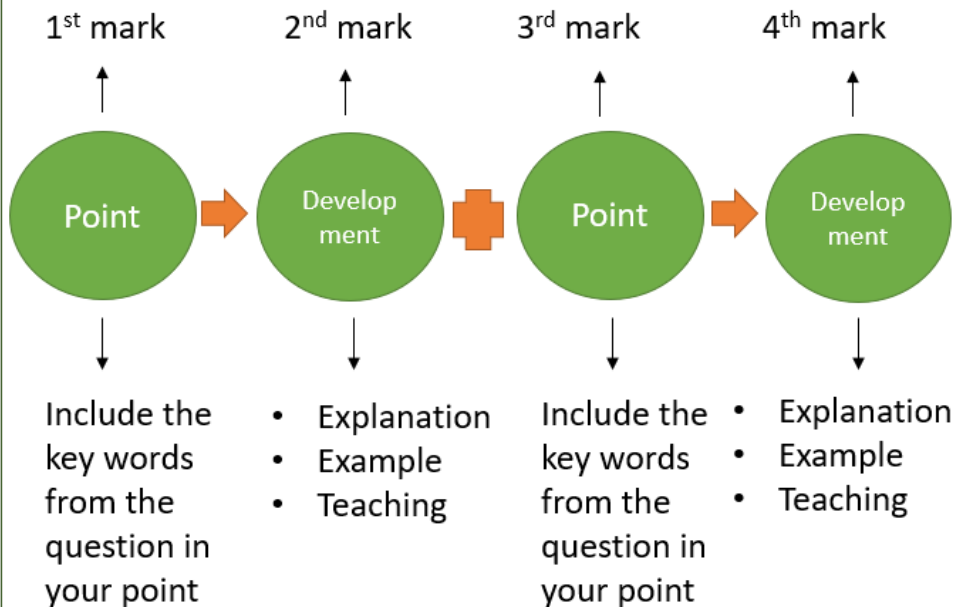 1st mark
2nd mark
3rd mark
4th mark
Point
Develop
ment
Point
Develop
ment
Include the
key words
from the
question in
your point
• Explanation
• Example
• Teaching
Include the
key words
from the
question in
your point
• Explanation
• Example
• Teaching